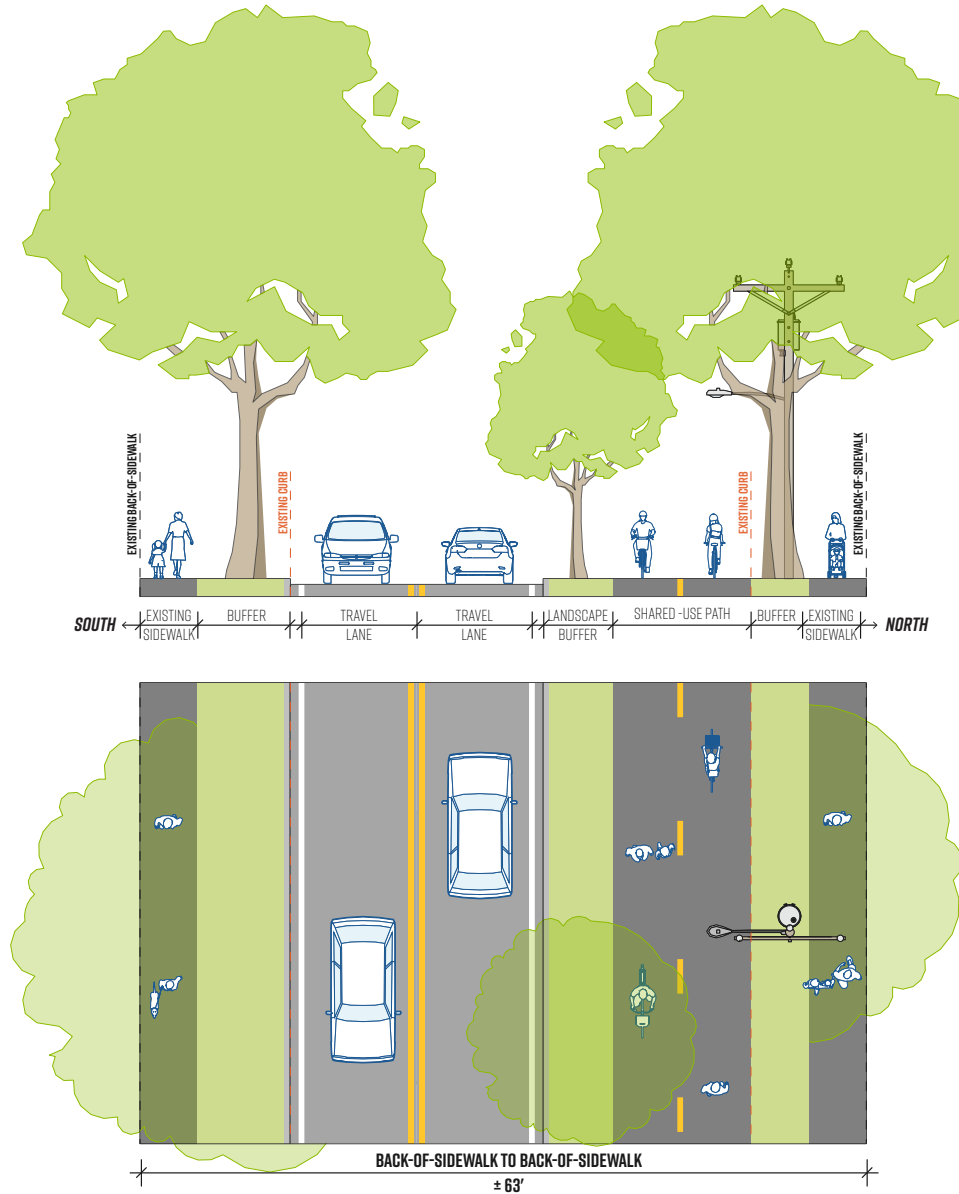 EXISTING BACK-OF-SIDEWALK
EXISTING CURB
EXISTING CURB
EXISTING BACK-OF-SIDEWALK
SOUTH
EXISTING
SIDEWALK
BUFFER
TRAVEL
LANE
TRAVEL
LANE
LANDSCAPE
BUFFER
SHARED -USE PATH
BUFFER
EXISTING
SIDEWALK
NORTH
BACK-OF-SIDEWALK TO BACK-OF-SIDEWALK
± 63'